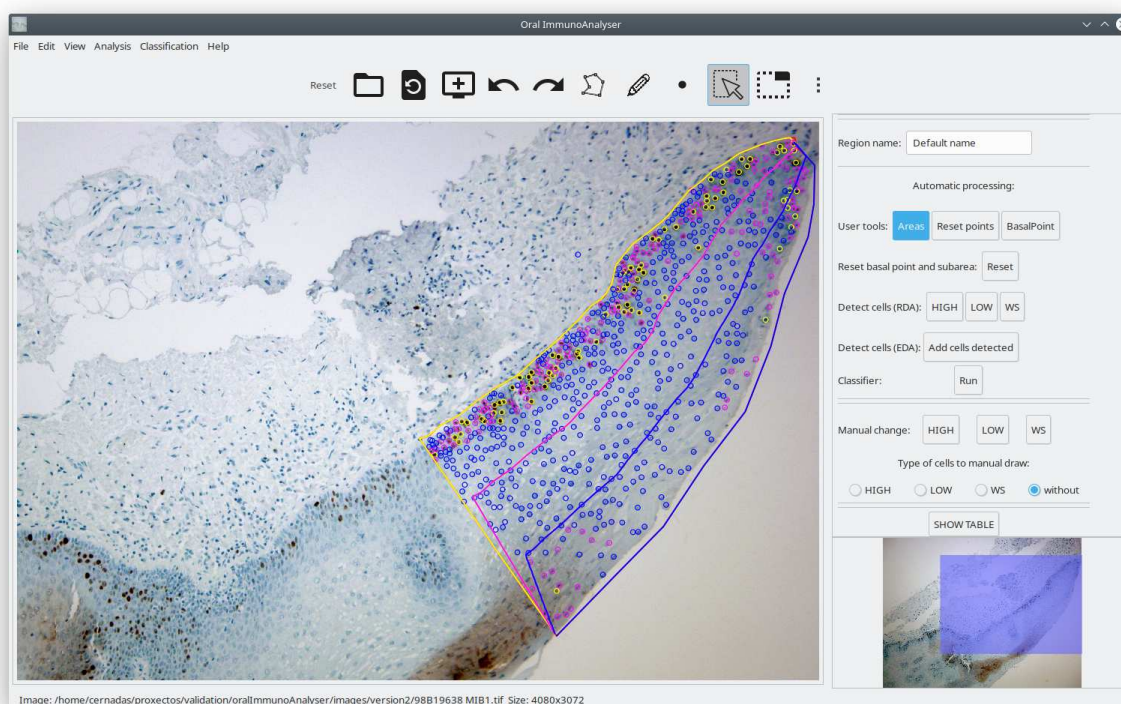 Oral ImmunoAnalyser
File Edit View Analysis Classification Help
Reset
Region name: Default name
Automatic processing:
User tools: Areas Reset points BasalPoint
Reset basal point and subarea: Reset
Detect cells (RDA): HIGH LOW WS
Detect cells (EDA): Add cells detected
Classifier: Run
Manual change: HIGH LOW WS
Type of cells to manual draw:
HIGH LOW WS without
SHOW TABLE
Image: /home/cernadas/proxectos/validation/oralImmunoAnalyser/images/version2/98B19638 MIB1.tif Size: 4080x3072